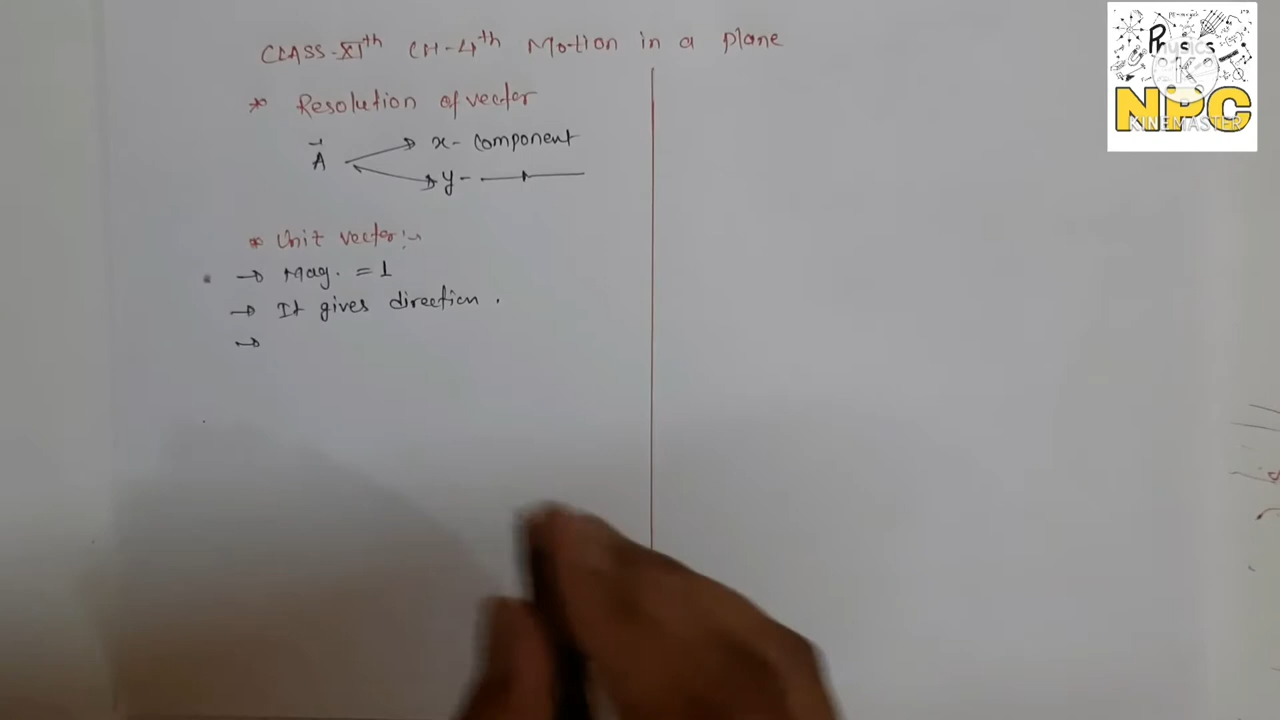 CLASS-XIth CH-4th Motion in a plane
* Resolution of vector
A → x- component
→ y- —〃—
* Unit vector:-
→ Mag. = 1
→ It gives direction.
→
Physics
K
NPC
KINEMASTER